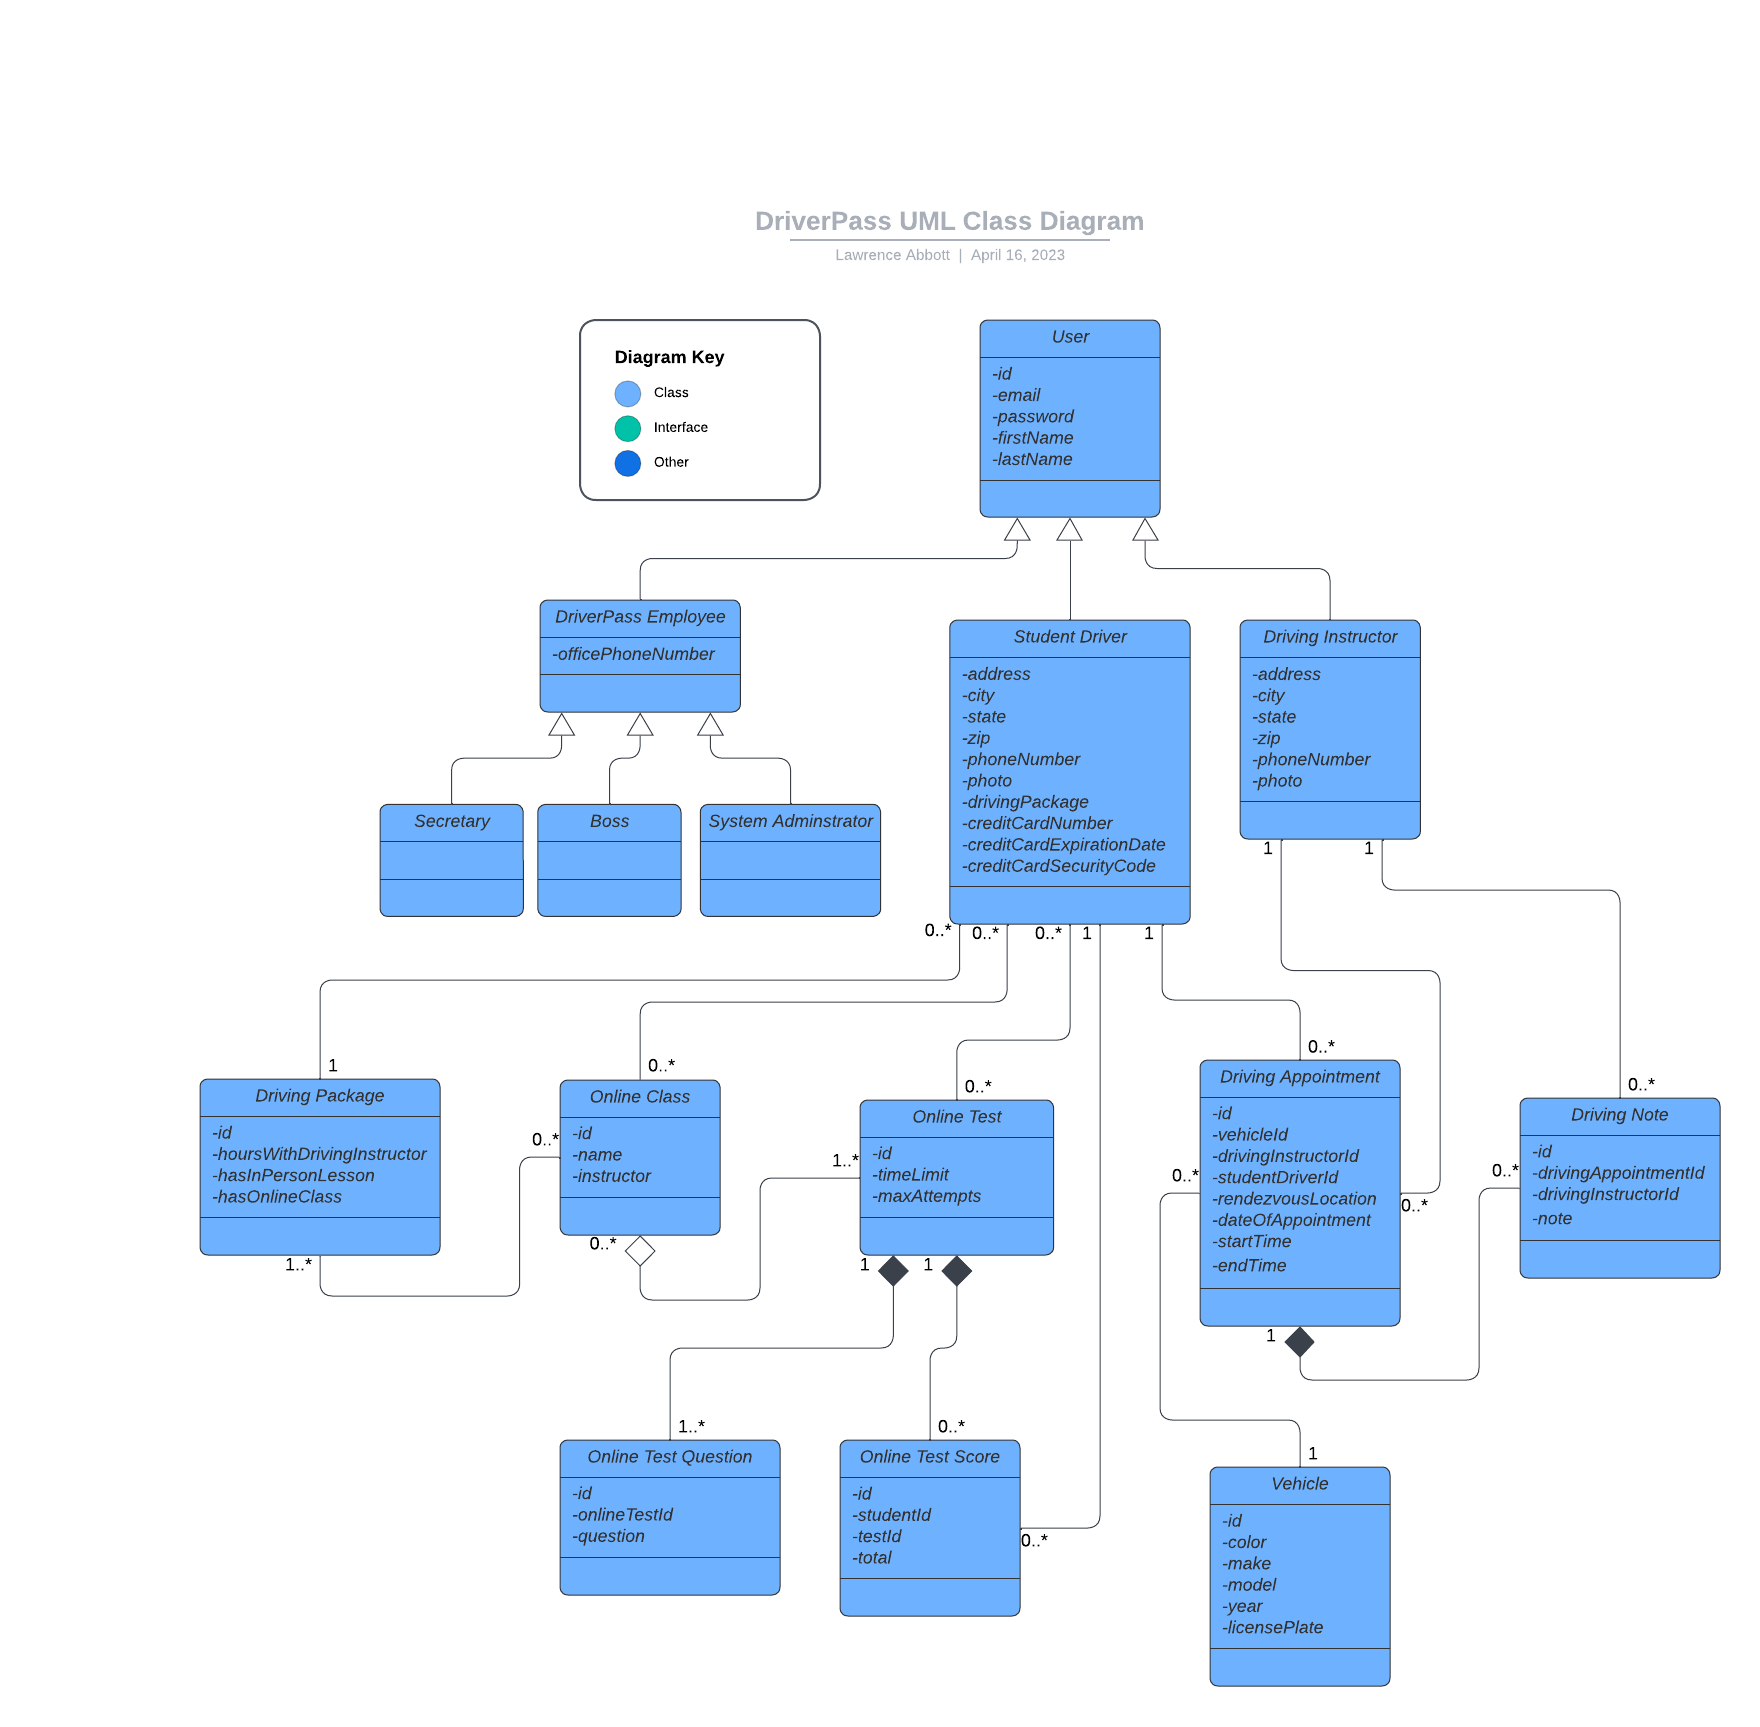 DriverPass UML Class Diagram
Lawrence Abbott | April 16, 2023
Diagram Key
Class
Interface
Other
User
-id
-email
-password
-firstName
-lastName
DriverPass Employee
-officePhoneNumber
Student Driver
-address
-city
-state
-zip
-phoneNumber
-photo
-drivingPackage
-creditCardNumber
-creditCardExpirationDate
-creditCardSecurityCode
Driving Instructor
-address
-city
-state
-zip
-phoneNumber
-photo
Secretary
Boss
System Adminstrator
1
1
0..*
0..*
0..*
1
1
1
0..*
0..*
0..*
0..*
Driving Package
-id
-hoursWithDrivingInstructor
-hasInPersonLesson
-hasOnlineClass
1..*
0..*
Online Class
-id
-name
-instructor
0..*
1..*
Online Test
-id
-timeLimit
-maxAttempts
1
1
Driving Appointment
-id
-vehicleId
-drivingInstructorId
-studentDriverId
-rendezvousLocation
-dateOfAppointment
-startTime
-endTime
0..*
0..*
1
0..*
Driving Note
-id
-drivingAppointmentId
-drivingInstructorId
-note
1..*
0..*
1
Online Test Question
-id
-onlineTestId
-question
Online Test Score
-id
-studentId
-testId
-total
0..*
Vehicle
-id
-color
-make
-model
-year
-licensePlate